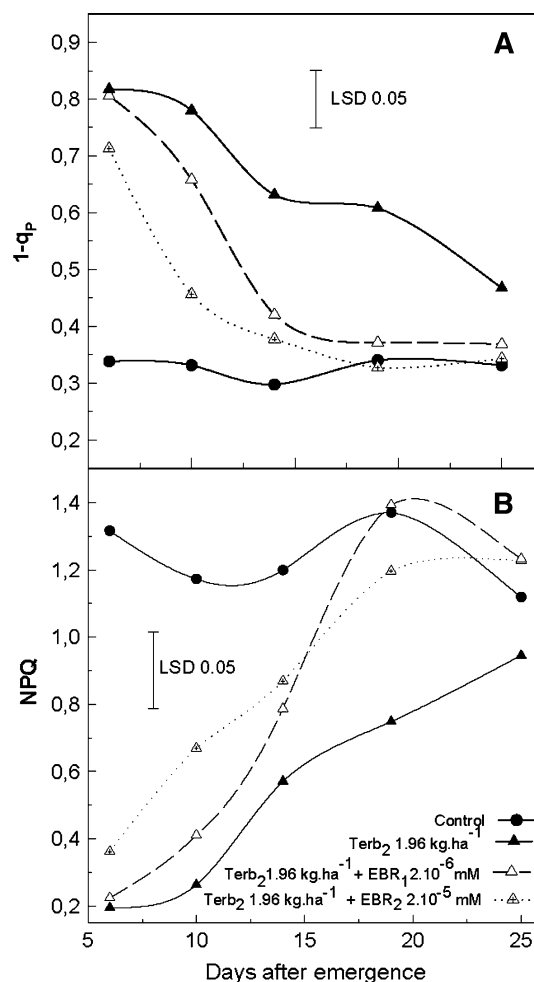 A
0,9
0,8
0,7
0,6
0,5
0,4
0,3
0,2
1-qP
LSD 0.05
B
1,4
1,2
1,0
0,8
0,6
0,4
0,2
NPQ
LSD 0.05
Control
Terb2 1.96 kg.ha-1
Terb2 1.96 kg.ha-1 + EBR1 2.10-6 mM
Terb2 1.96 kg.ha-1 + EBR2 2.10-5 mM
5 10 15 20 25
Days after emergence